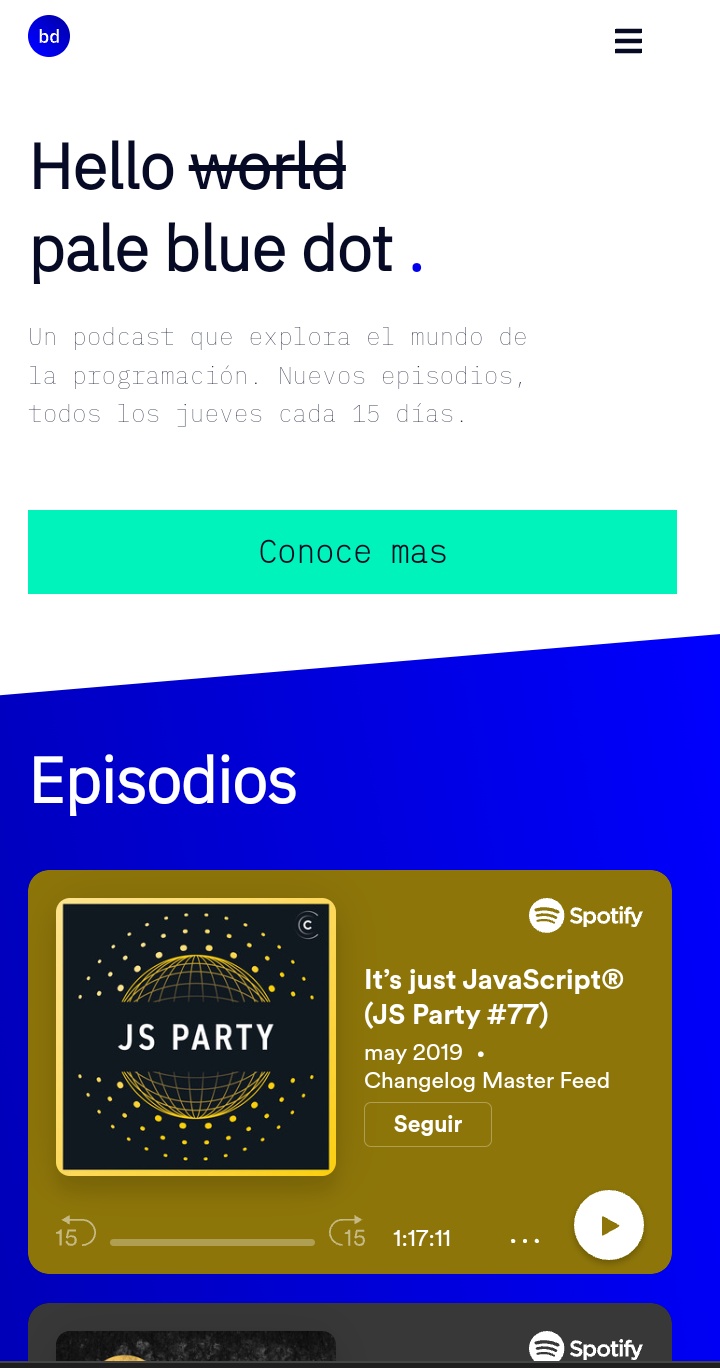 bd
Hello world
pale blue dot .
Un podcast que explora el mundo de
la programación. Nuevos episodios,
todos los jueves cada 15 días.
Conoce mas
Episodios
C
JS PARTY
Spotify
It's just JavaScript®
(JS Party #77)
may 2019 •
Changelog Master Feed
Seguir
15 15 1:17:11 ...
Spotify